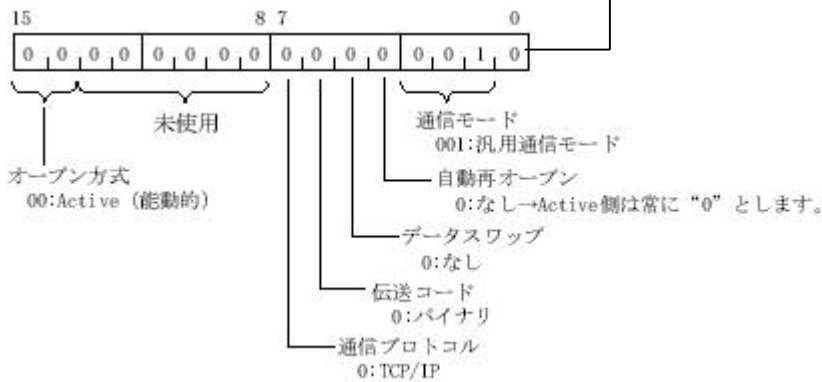 15 8 7 0
0 0 0 0 0 0 0 0 0 0 0 0 0 0 1 0
未使用
通信モード
001:汎用通信モード
オープン方式
00:Active (能動的)
自動再オープン
0:なし→Active側は常に“0”とします。
データスワップ
0:なし
伝送コード
0:バイナリ
通信プロトコル
0:TCP/IP